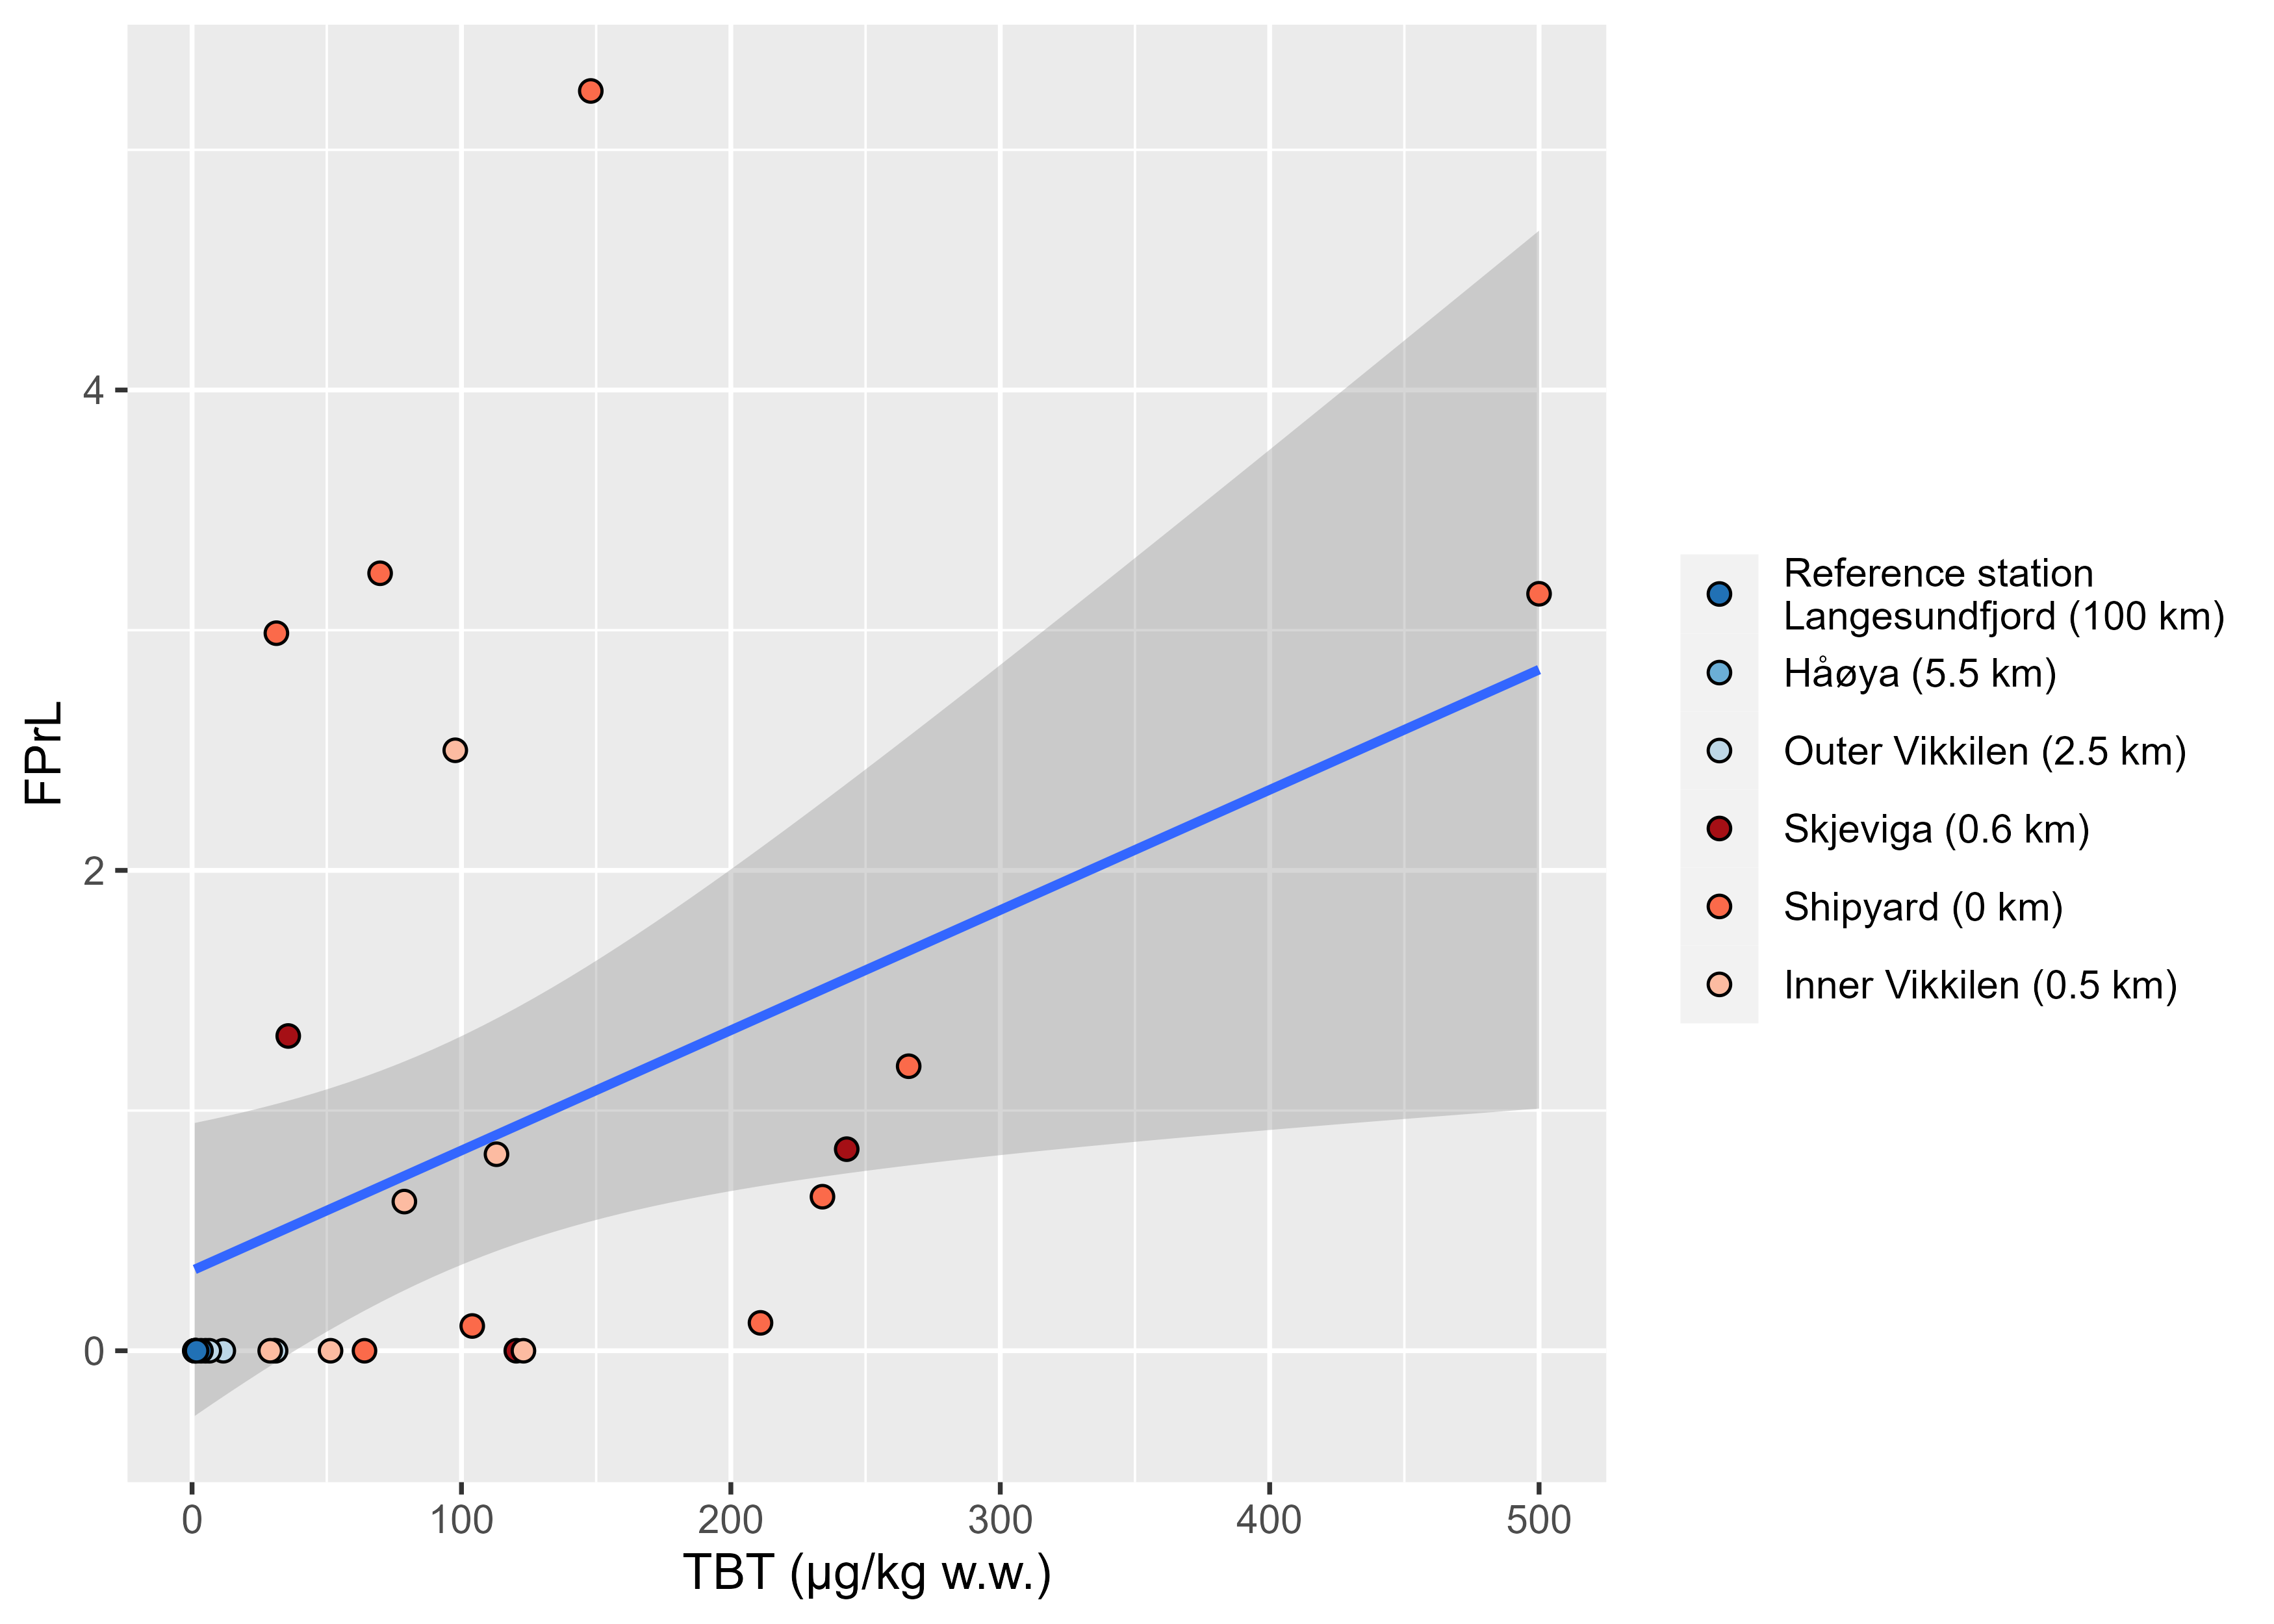 FPrL
4
2
0
0 100 200 300 400 500
TBT (µg/kg w.w.)
Reference station
Langesundfjord (100 km)
Håøya (5.5 km)
Outer Vikkilen (2.5 km)
Skjeviga (0.6 km)
Shipyard (0 km)
Inner Vikkilen (0.5 km)